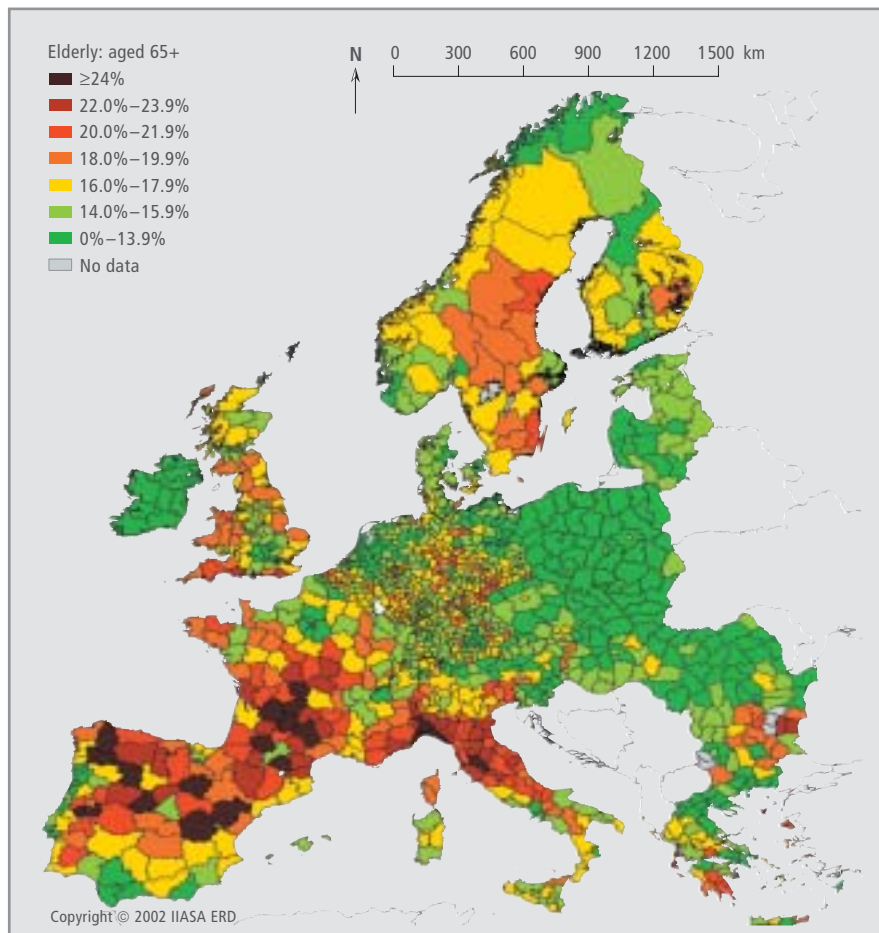 Elderly: aged 65+
≥24%
22.0%–23.9%
20.0%–21.9%
18.0%–19.9%
16.0%–17.9%
14.0%–15.9%
0%–13.9%
No data
N 0 300 600 900 1200 1500 km
Copyright © 2002 IIASA ERD